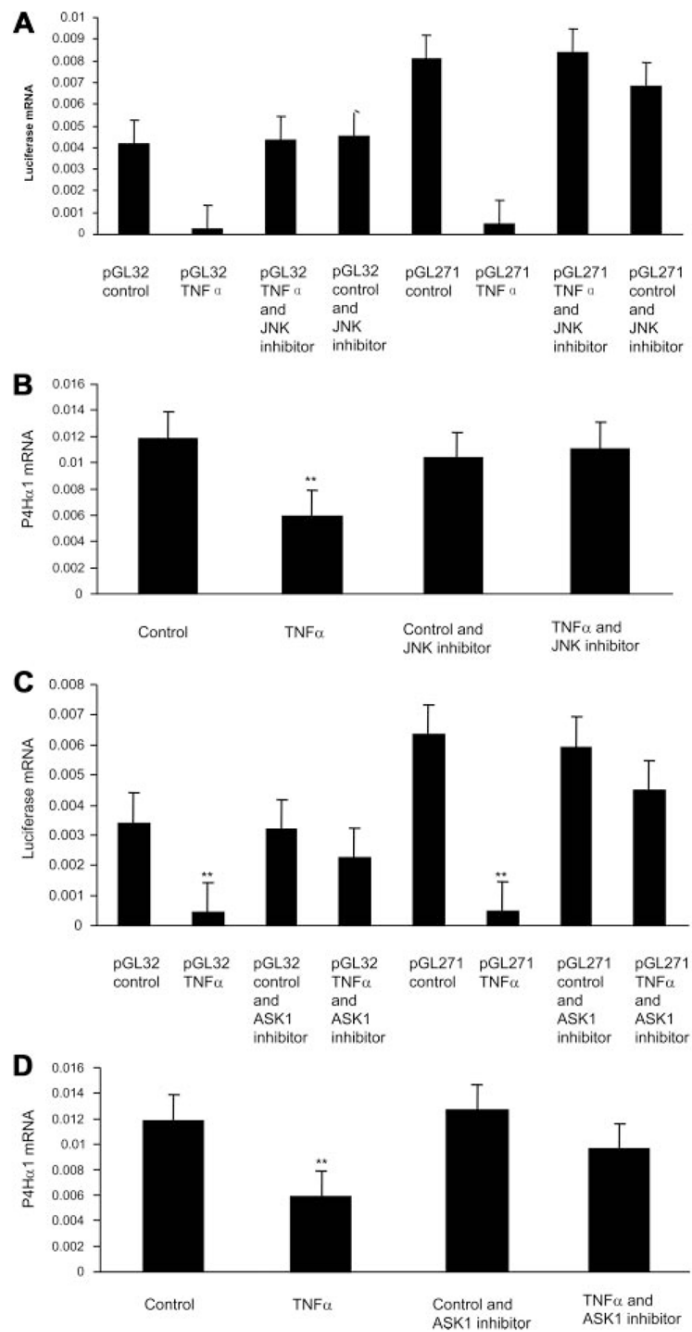 A
Luciferase mRNA
0.01
0.009
0.008
0.007
0.006
0.005
0.004
0.003
0.002
0.001
0
pGL32 pGL32 pGL32 pGL32 pGL271 pGL271 pGL271 pGL271
control TNF α TNF α control control TNF α TNF α control
and and JNK and and JNK
JNK inhibitor JNK inhibitor
inhibitor inhibitor
B
P4Hα1 mRNA
0.016
0.014
0.012
0.01
0.008
0.006
0.004
0.002
0
**
Control TNFα Control and TNFα and
JNK inhibitor JNK inhibitor
C
Luciferase mRNA
0.008
0.007
0.006
0.005
0.004
0.003
0.002
0.001
0
** **
pGL32 pGL32 pGL32 pGL32 pGL271 pGL271 pGL271 pGL271
control TNFα control TNFα control TNFα control TNFα
and ASK1 and ASK1 and ASK1 and ASK1
inhibitor inhibitor inhibitor inhibitor
D
P4Hα1 mRNA
0.016
0.014
0.012
0.01
0.008
0.006
0.004
0.002
0.000
**
Control TNFα Control and TNFα and
ASK1 inhibitor ASK1 inhibitor